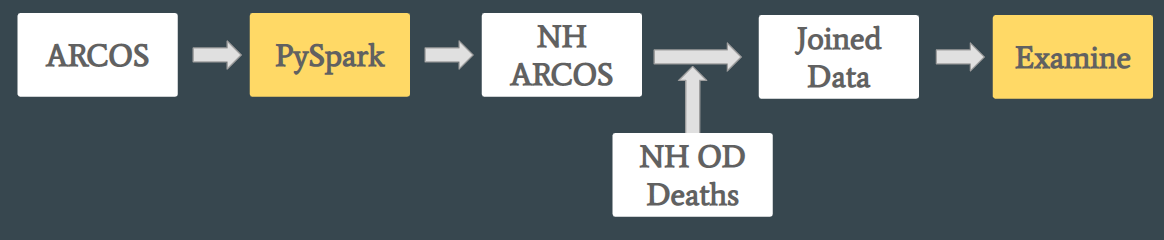 ARCOS
PySpark
NH
ARCOS
Joined
Data
Examine
NH OD
Deaths